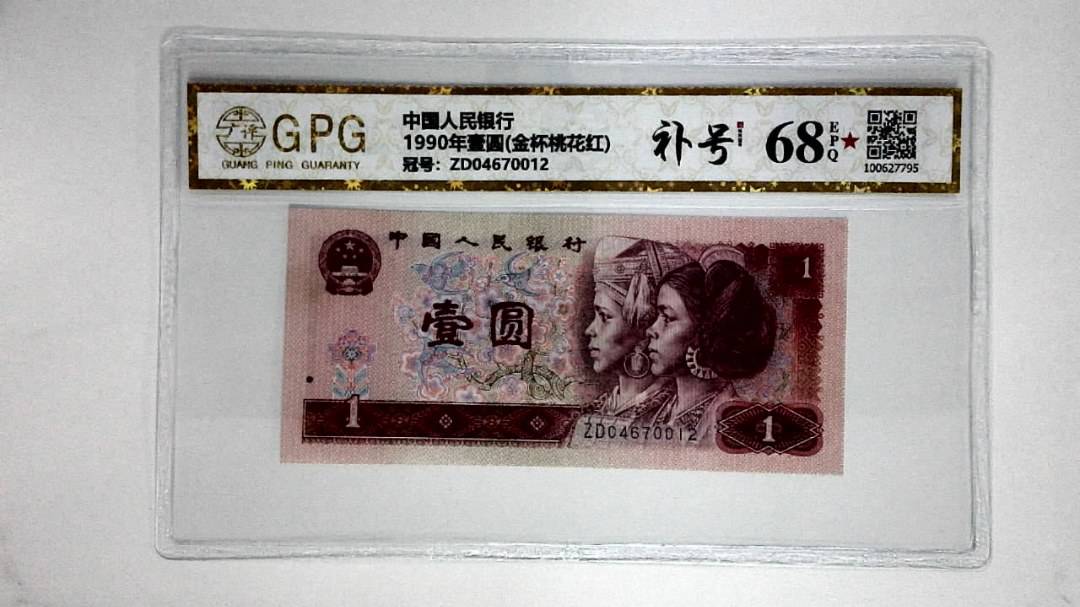 GPG
GUANG PING GUARANTY
中国人民银行
1990年壹圆(金杯桃花红)
冠号：ZD04670012
补号
68
EPQ
100627795
中國人民银行
壹圆
1
1
1
ZD04670012